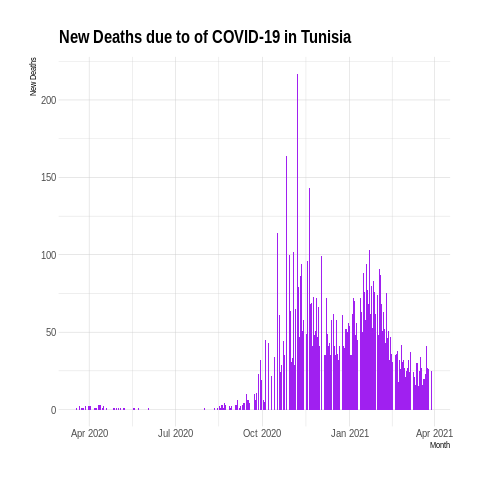 New Deaths due to of COVID-19 in Tunisia
New Deaths
200
150
100
50
0
Apr 2020 Jul 2020 Oct 2020 Jan 2021 Apr 2021
Month